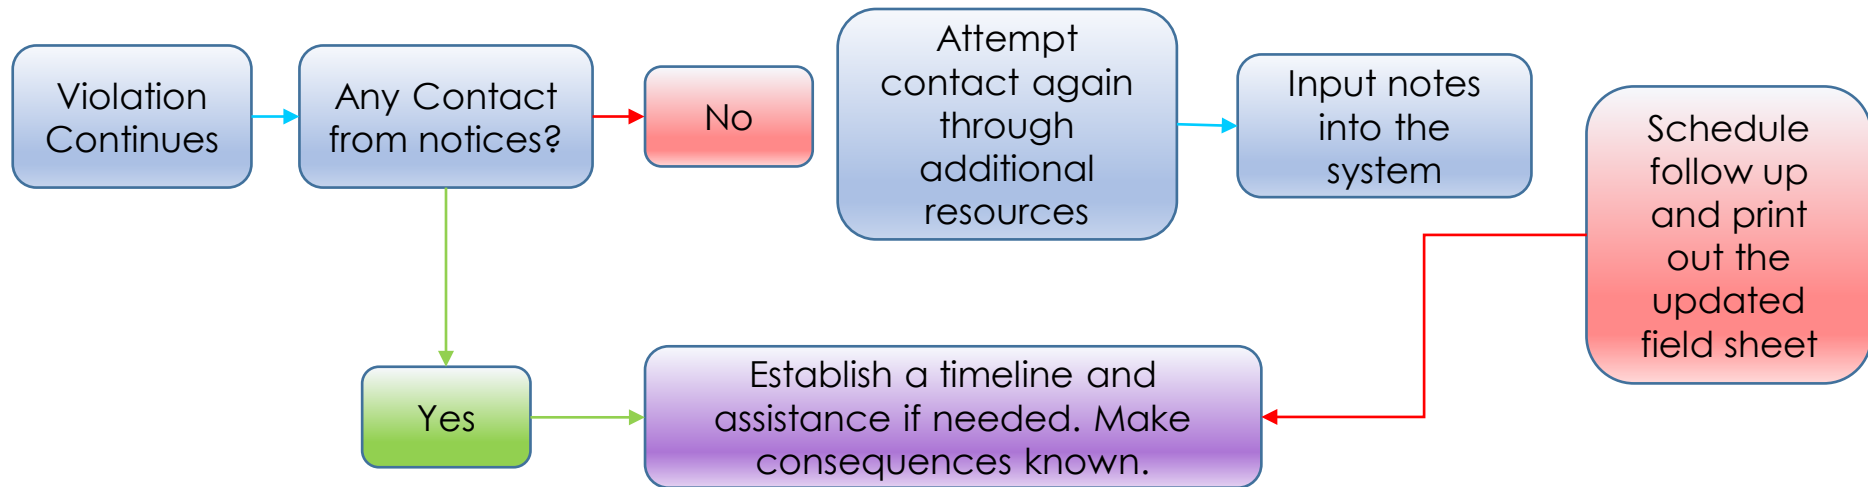 Violation
Continues
Any Contact
from notices?
No
Attempt
contact again
through
additional
resources
Input notes
into the
system
Schedule
follow up
and print
out the
updated
field sheet
Yes
Establish a timeline and
assistance if needed. Make
consequences known.